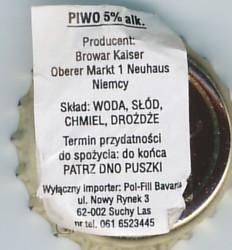 PIWO 5% alk.
Producent:
Browar Kaiser
Oberer Markt 1 Neuhaus
Niemcy
Skład: WODA, SŁÓD,
CHMIEL, DROŻDŻE
Termin przydatności
do spożycia: do końca
PATRZ DNO PUSZKI
Wyłączny importer: Pol-Fill Bavaria
ul. Nowy Rynek 3
62-002 Suchy Las
nr tel. 061 6523445